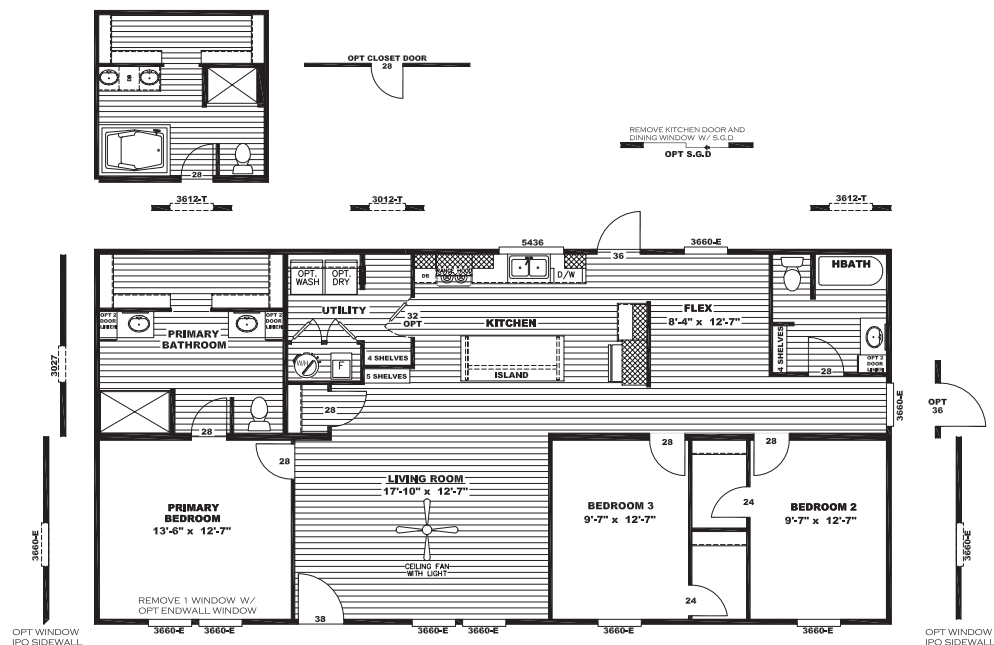 OPT CLOSET DOOR
28
DB
28
REMOVE KITCHEN DOOR AND
DINING WINDOW W/ S.G.D
OPT S.G.D
3612-T
3012-T
3612-T
5436
36
3660-E
OPT.
WASH
OPT.
DRY
DB
RANGE HOOD
D/W
HBATH
UTILITY
32
OPT
KITCHEN
FLEX
8'-4" x 12'-7"
OPT 2
DOOR
LINEN
OPT 2
DOOR
LINEN
PRIMARY
BATHROOM
W/H
F
4 SHELVES
5 SHELVES
ISLAND
4 SHELVES
OPT 2
DOOR
LINEN
28
3027
28
28
3660-E
OPT
36
28
28
28
LIVING ROOM
17'-10" x 12'-7"
PRIMARY
BEDROOM
13'-6" x 12'-7"
BEDROOM 3
9'-7" x 12'-7"
24
BEDROOM 2
9'-7" x 12'-7"
3660-E
3660-E
CEILING FAN
WITH LIGHT
REMOVE 1 WINDOW W/
OPT ENDWALL WINDOW
38
24
3660-E
3660-E
3660-E
3660-E
3660-E
3660-E
OPT WINDOW
IPO SIDEWALL
OPT WINDOW
IPO SIDEWALL